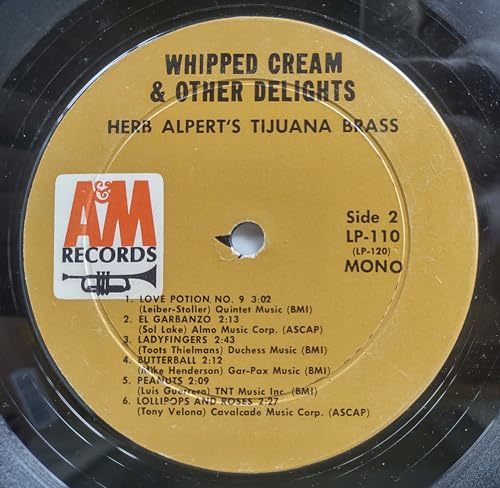 WHIPPED CREAM
& OTHER DELIGHTS
HERB ALPERT'S TIJUANA BRASS
A&M
RECORDS
Side 2
LP-110
(LP-120)
MONO
1. LOVE POTION NO. 9 3:02
(Leiber-Stoller) Quintet Music (BMI)
2. EL GARBANZO 2:13
(Sol Lake) Almo Music Corp. (ASCAP)
3. LADYFINGERS 2:43
(Toots Thielmans) Duchess Music (BMI)
4. BUTTERBALL 2:12
(Mike Henderson) Gar-Pax Music (BMI)
5. PEANUTS 2:09
(Luis Guerrero) TNT Music Inc. (BMI)
6. LOLLIPOPS AND ROSES 2:27
(Tony Velona) Cavalcade Music Corp. (ASCAP)